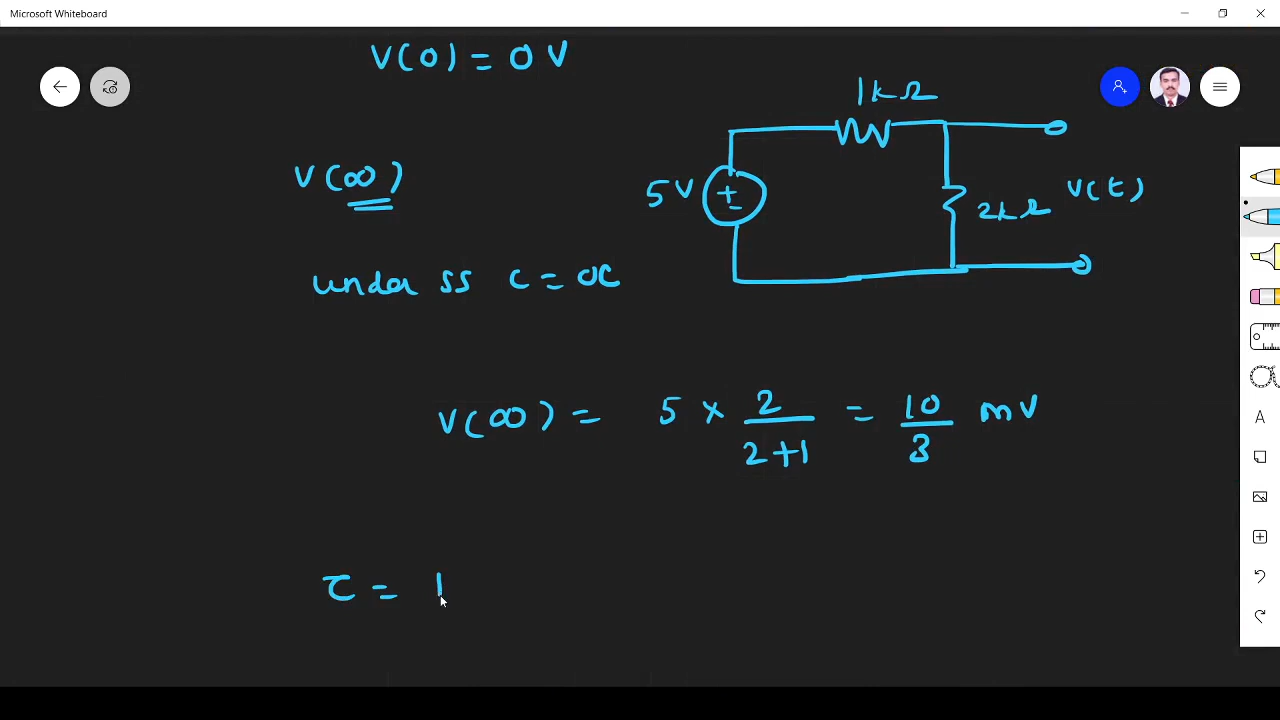 Microsoft Whiteboard
V(0) = 0 V
1kΩ
V(∞)
5V
+
-
2kΩ
V(t)
under ss C = OC
V(∞) = 5 × 2/(2+1) = 10/3 mV
τ = 1
A